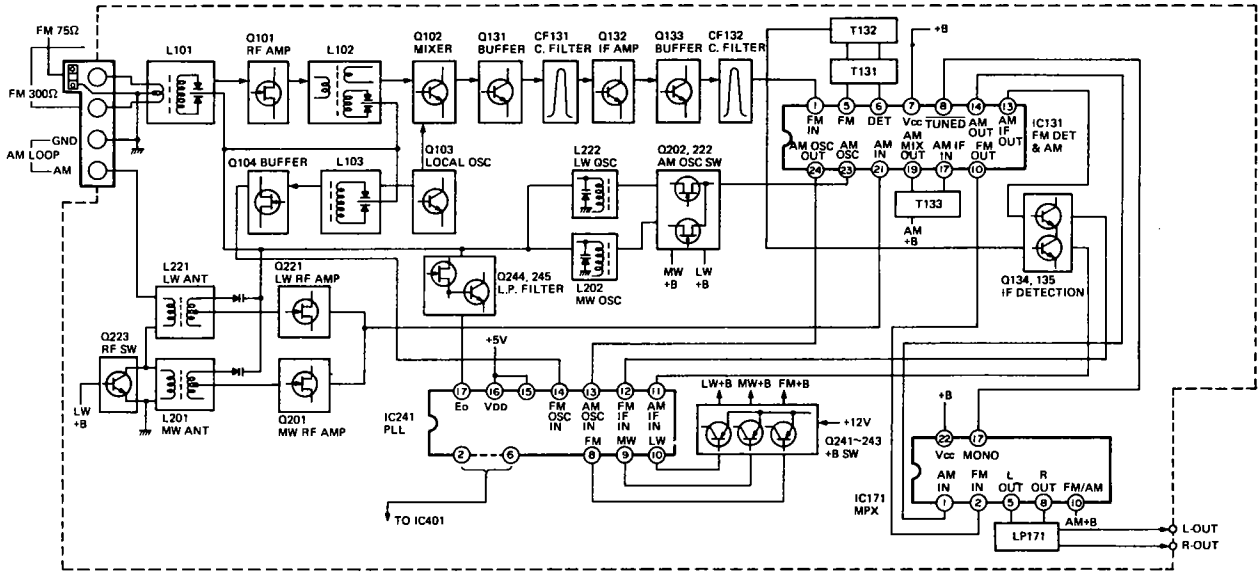 FM 75Ω
FM 300Ω
GND
AM LOOP
AM
L101
Q101
RF AMP
L102
Q102
MIXER
Q131
BUFFER
CF131
C. FILTER
Q132
IF AMP
Q133
BUFFER
CF132
C. FILTER
T132
T131
+B
1
5
6
7
8
14
13
FM
IN
FM
DET
Vcc
TUNED
AM
OUT
AM
IF
OUT
IC131
FM DET
& AM
AM OSC
OUT
AM
OSC
AM
IN
AM
MIX
OUT
AM IF
IN
FM
OUT
24
23
21
19
17
10
T133
AM
+B
Q104 BUFFER
L103
Q103
LOCAL OSC
L222
LW OSC
Q202, 222
AM OSC SW
L202
MW OSC
MW
+B
LW
+B
Q134, 135
IF DETECTION
Q244, 245
L.P. FILTER
L221
LW ANT
Q221
LW RF AMP
Q223
RF SW
LW
+B
L201
MW ANT
Q201
MW RF AMP
+5V
17
16
15
14
13
12
11
ED
VDD
FM
OSC
IN
AM
OSC
IN
FM
IF
IN
AM
IF
IN
IC241
PLL
FM
MW
LW
2
6
8
9
10
TO IC401
LW+B
MW+B
FM+B
+12V
Q241~243
+B SW
+B
22
17
Vcc
MONO
AM
IN
FM
IN
L
OUT
R
OUT
FM/AM
IC171
MPX
1
2
5
8
10
AM+B
LP171
L-OUT
R-OUT